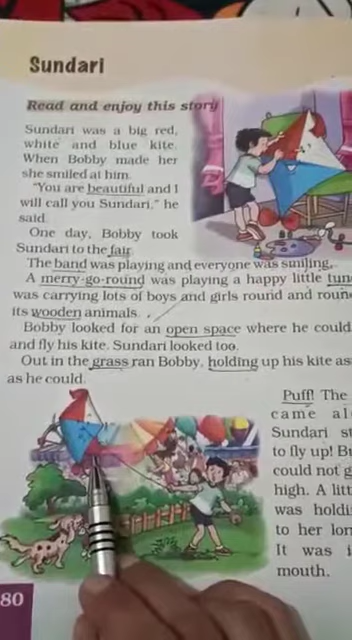 Sundari
Read and enjoy this story
Sundari was a big red,
white and blue kite.
When Bobby made her
she smiled at him.
"You are beautiful and I
will call you Sundari," he
said.
One day, Bobby took
Sundari to the fair.
The band was playing and everyone was smiling.
A merry-go-round was playing a happy little
was carrying lots of boys and girls round and
its wooden animals.
Bobby looked for an open space where he could
and fly his kite. Sundari looked too.
Out in the grass ran Bobby, holding up his kite as
as he could.
Puff! The
came
Sundari
to fly up!
could not
high. A
was
to her
It was
mouth.
80